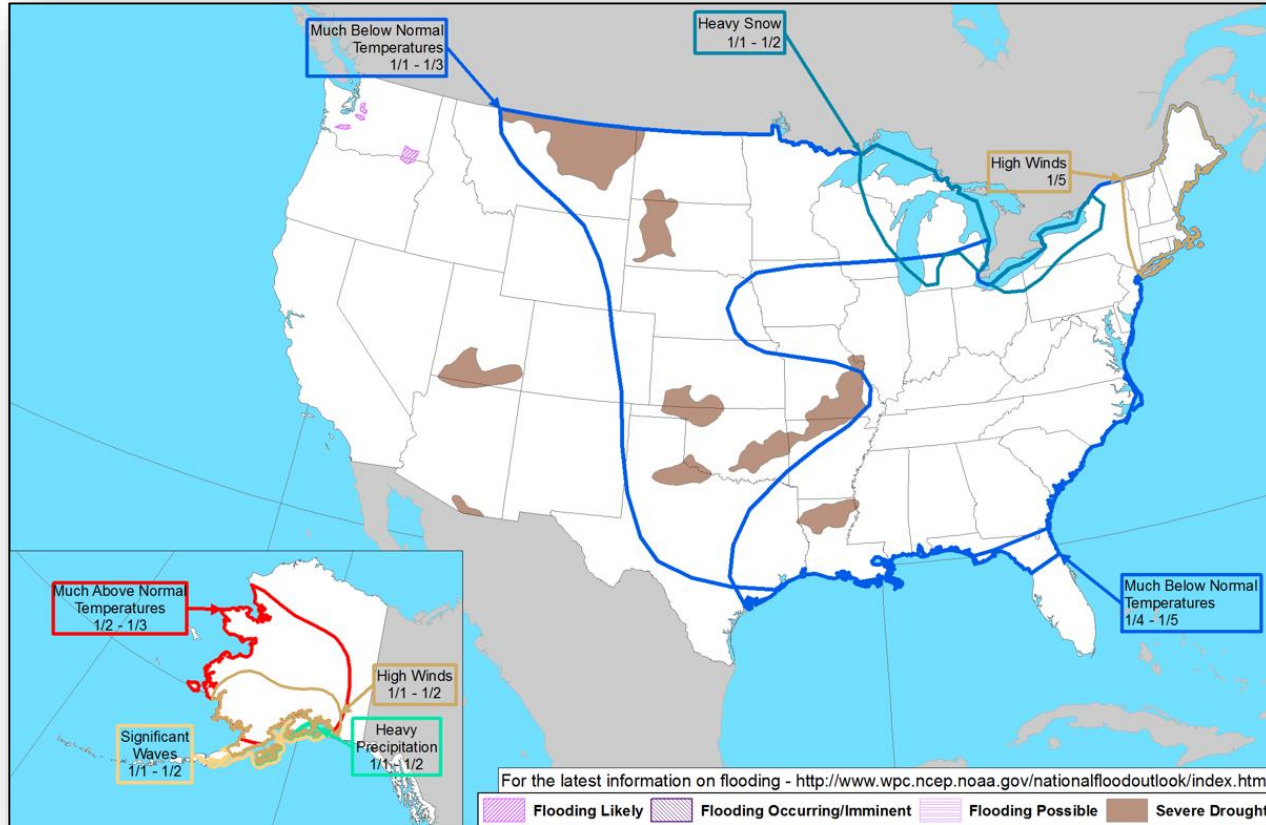 Much Below Normal
Temperatures
1/1 - 1/3
Heavy Snow
1/1 - 1/2
High Winds
1/5
Much Above Normal
Temperatures
1/2 - 1/3
High Winds
1/1 - 1/2
Significant
Waves
1/1 - 1/2
Heavy
Precipitation
1/1 - 1/2
Much Below Normal
Temperatures
1/4 - 1/5
For the latest information on flooding - http://www.wpc.ncep.noaa.gov/nationalfloodoutlook/index.htm
Flooding Likely Flooding Occurring/Imminent Flooding Possible Severe Drought